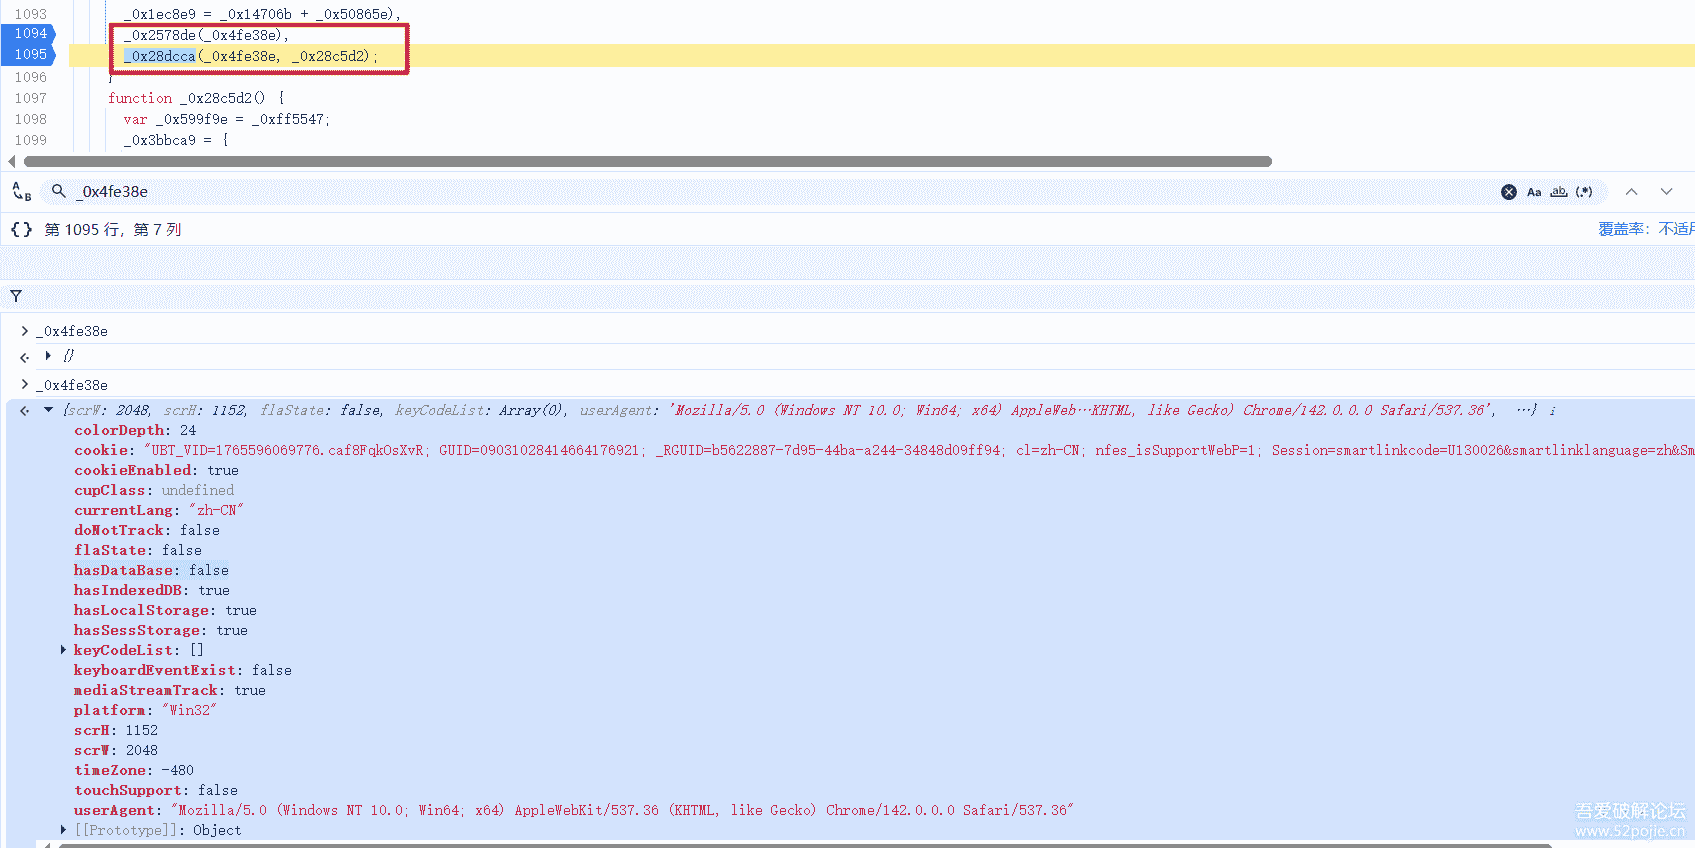 1093 _0x1ec8e9 = _0x14706b + _0x50865e),
1094 _0x2578de(_0x4fe38e),
1095 _0x28dcca(_0x4fe38e, _0x28c5d2);
1096 }
1097 function _0x28c5d2() {
1098 var _0x599f9e = _0xff5547;
1099 _0x3bbca9 = {
_0x4fe38e
Aa ab (.*)
{} 第 1095 行，第 7 列 覆盖率：不适用
_0x4fe38e
{}
_0x4fe38e
{scrW: 2048, scrH: 1152, flaState: false, keyCodeList: Array(0), userAgent: 'Mozilla/5.0 (Windows NT 10.0; Win64; x64) AppleWeb…KHTML, like Gecko) Chrome/142.0.0.0 Safari/537.36', …}
colorDepth: 24
cookie: "UBT_VID=1765596069776.caf8FqkOsXvR; GUID=09031028414664176921; _RGUID=b5622887-7d95-44ba-a244-34848d09ff94; cl=zh-CN; nfes_isSupportWebP=1; Session=smartlinkcode=U130026&smartlinklanguage=zh&Sm
cookieEnabled: true
cupClass: undefined
currentLang: "zh-CN"
doNotTrack: false
flaState: false
hasDataBase: false
hasIndexedDB: true
hasLocalStorage: true
hasSessStorage: true
keyCodeList: []
keyboardEventExist: false
mediaStreamTrack: true
platform: "Win32"
scrH: 1152
scrW: 2048
timeZone: -480
touchSupport: false
userAgent: "Mozilla/5.0 (Windows NT 10.0; Win64; x64) AppleWebKit/537.36 (KHTML, like Gecko) Chrome/142.0.0.0 Safari/537.36"
[[Prototype]]: Object
吾爱破解论坛
www.52pojie.cn